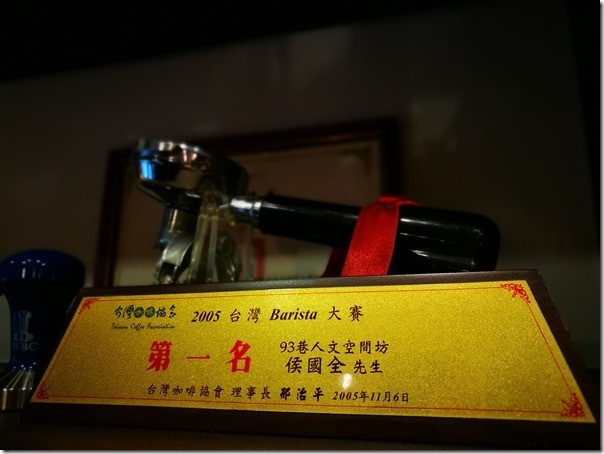 台灣咖啡協會
Taiwan Coffee Association
2005 台灣 Barista 大賽
第一名
93巷人文空間坊
侯國全 先生
台灣咖啡協會 理事長 邢治平 2005年11月6日
WBC